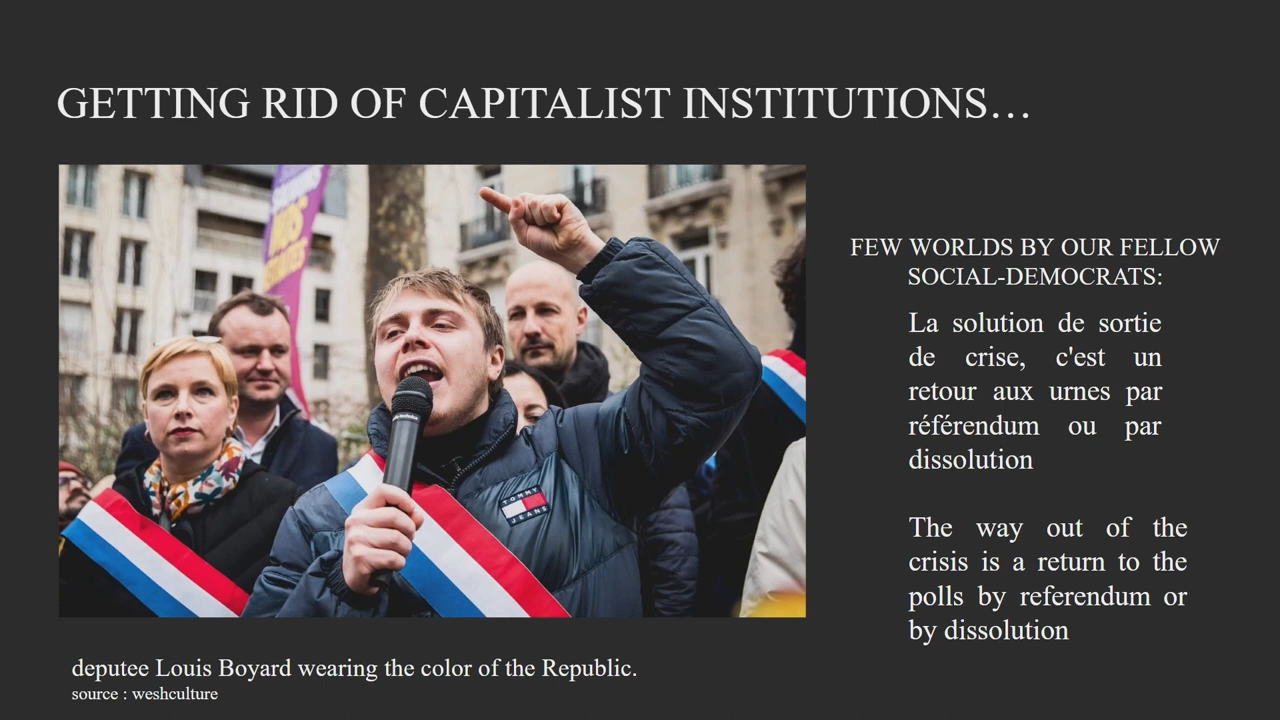 GETTING RID OF CAPITALIST INSTITUTIONS…
NOS
TOMMY
JEANS
FEW WORLDS BY OUR FELLOW
SOCIAL-DEMOCRATS:
La solution de sortie
de crise, c'est un
retour aux urnes par
référendum ou par
dissolution
The way out of the
crisis is a return to the
polls by referendum or
by dissolution
deputee Louis Boyard wearing the color of the Republic.
source : weshculture